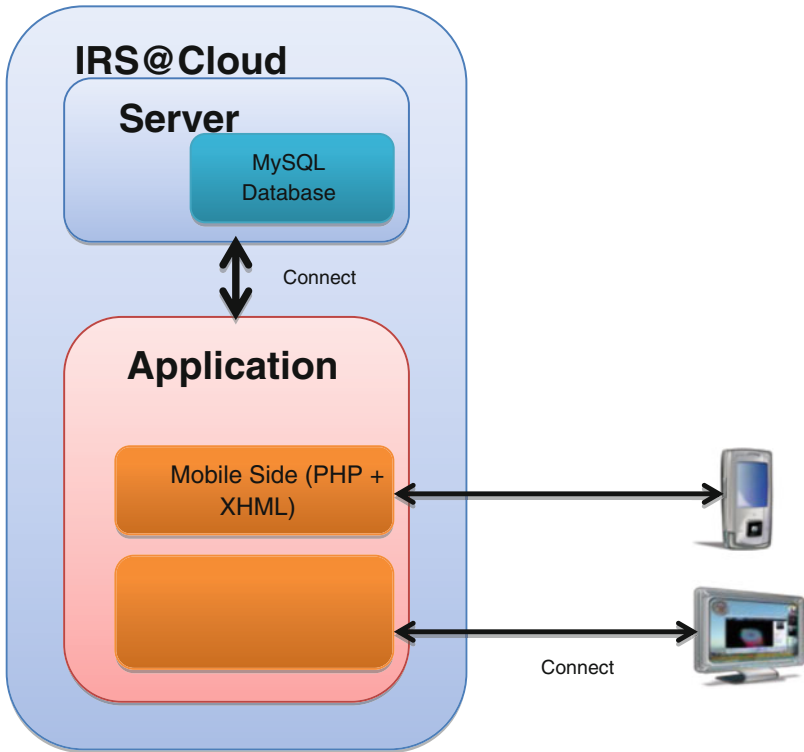 IRS@Cloud
Server
MySQL
Database
Connect
Application
Mobile Side (PHP +
XHML)
Connect